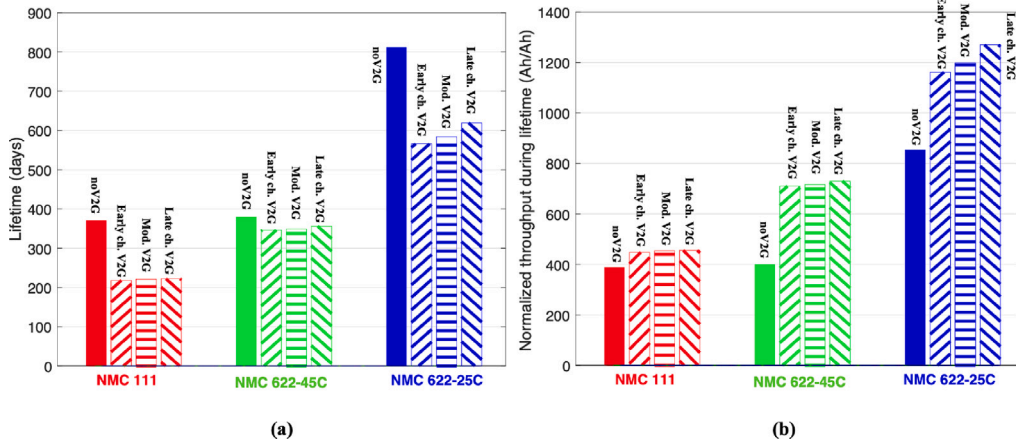 900
800
700
600
500
400
300
200
100
0
Lifetime (days)
noV2G
Early ch. V2G
Mod. V2G
Late ch. V2G
noV2G
Early ch. V2G
Mod. V2G
Late ch. V2G
noV2G
Early ch. V2G
Mod. V2G
Late ch. V2G
NMC 111
NMC 622-45C
NMC 622-25C
(a)
1400
1200
1000
800
600
400
200
0
Normalized throughput during lifetime (Ah/Ah)
noV2G
Early ch. V2G
Mod. V2G
Late ch. V2G
noV2G
Early ch. V2G
Mod. V2G
Late ch. V2G
noV2G
Early ch. V2G
Mod. V2G
Late ch. V2G
NMC 111
NMC 622-45C
NMC 622-25C
(b)